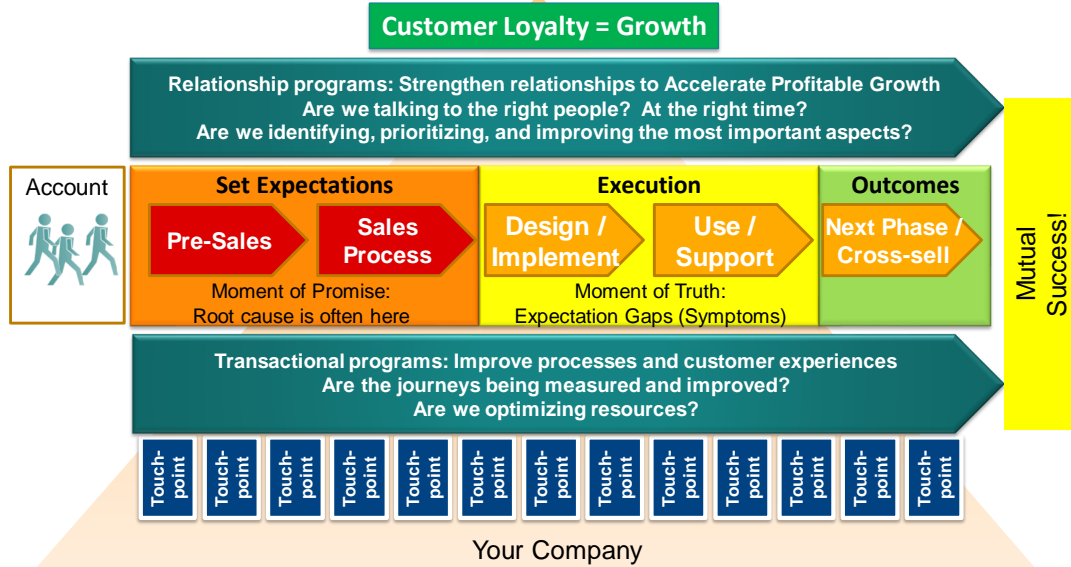 Customer Loyalty = Growth
Relationship programs: Strengthen relationships to Accelerate Profitable Growth
Are we talking to the right people? At the right time?
Are we identifying, prioritizing, and improving the most important aspects?
Account
Set Expectations
Pre-Sales
Sales
Process
Moment of Promise:
Root cause is often here
Execution
Design /
Implement
Use /
Support
Moment of Truth:
Expectation Gaps (Symptoms)
Outcomes
Next Phase /
Cross-sell
Mutual
Success!
Transactional programs: Improve processes and customer experiences
Are the journeys being measured and improved?
Are we optimizing resources?
Touch-
point
Touch-
point
Touch-
point
Touch-
point
Touch-
point
Touch-
point
Touch-
point
Touch-
point
Touch-
point
Touch-
point
Touch-
point
Touch-
point
Touch-
point
Your Company